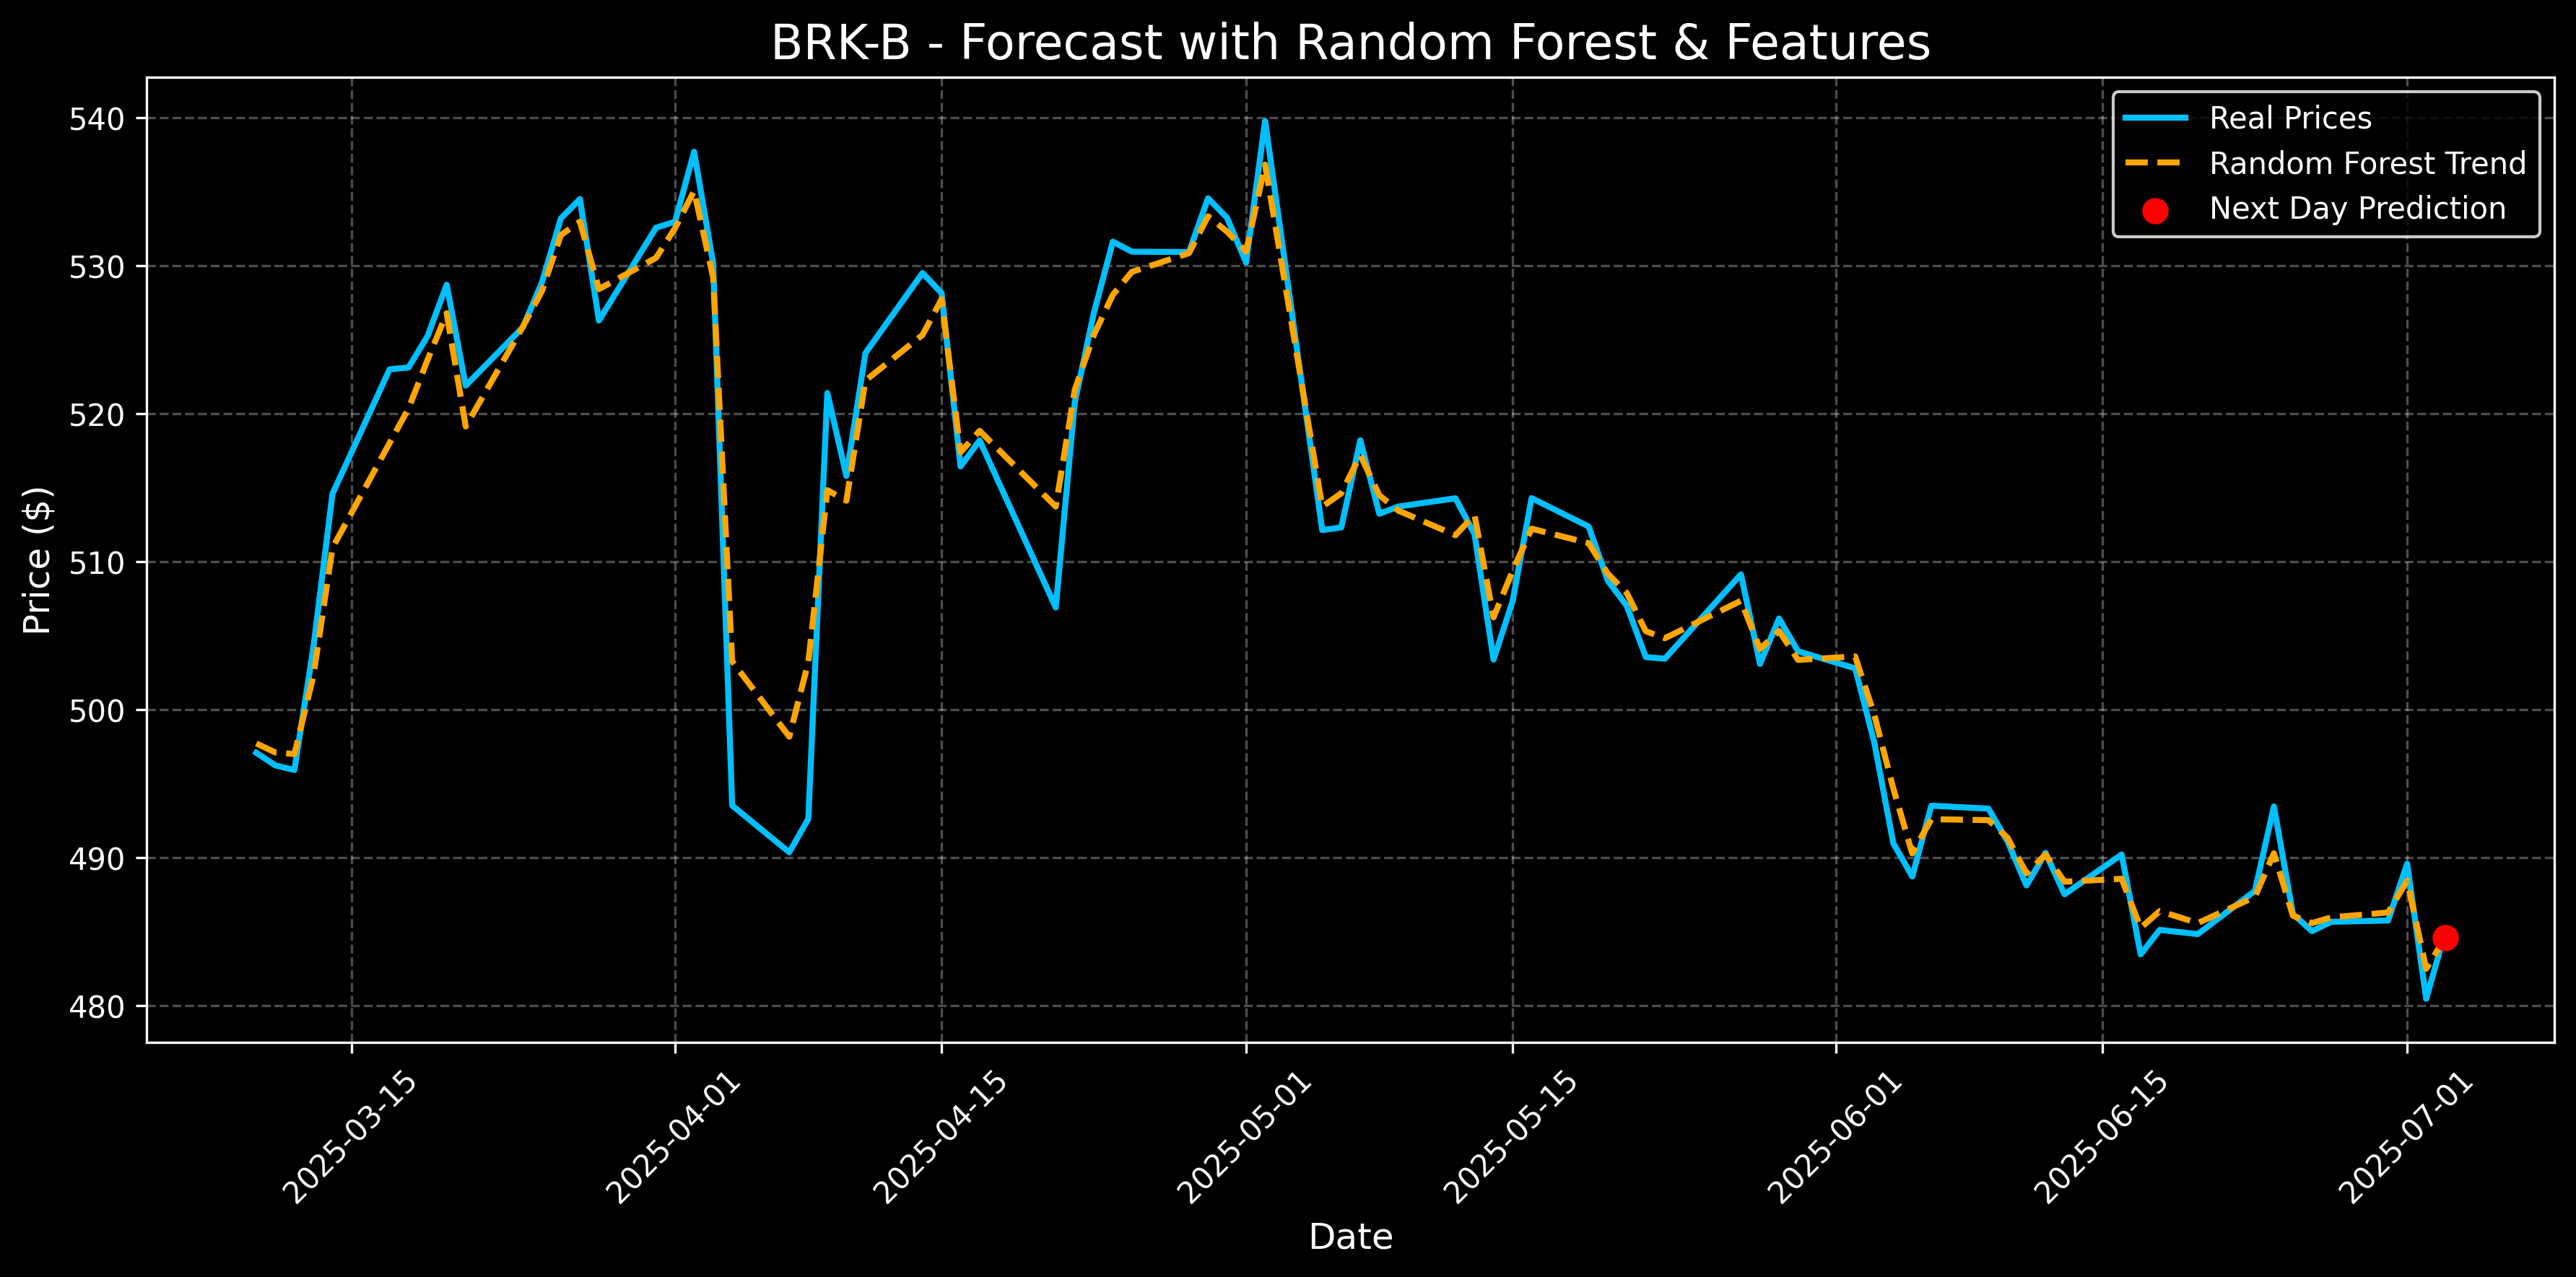 BRK-B - Forecast with Random Forest & Features
Real Prices
Random Forest Trend
Next Day Prediction
Price ($)
540
530
520
510
500
490
480
2025-03-15
2025-04-01
2025-04-15
2025-05-01
2025-05-15
2025-06-01
2025-06-15
2025-07-01
Date